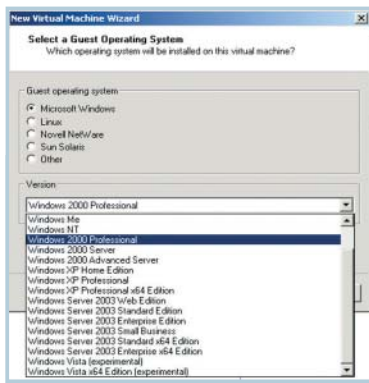 New Virtual Machine Wizard
Select a Guest Operating System
Which operating system will be installed on this virtual machine?
Guest operating system
Microsoft Windows
Linux
Novell NetWare
Sun Solaris
Other
Version
Windows 2000 Professional
Windows Me
Windows NT
Windows 2000 Professional
Windows 2000 Server
Windows 2000 Advanced Server
Windows XP Home Edition
Windows XP Professional
Windows XP Professional x64 Edition
Windows Server 2003 Web Edition
Windows Server 2003 Standard Edition
Windows Server 2003 Enterprise Edition
Windows Server 2003 Small Business
Windows Server 2003 Standard x64 Edition
Windows Server 2003 Enterprise x64 Edition
Windows Vista (experimental)
Windows Vista x64 Edition (experimental)